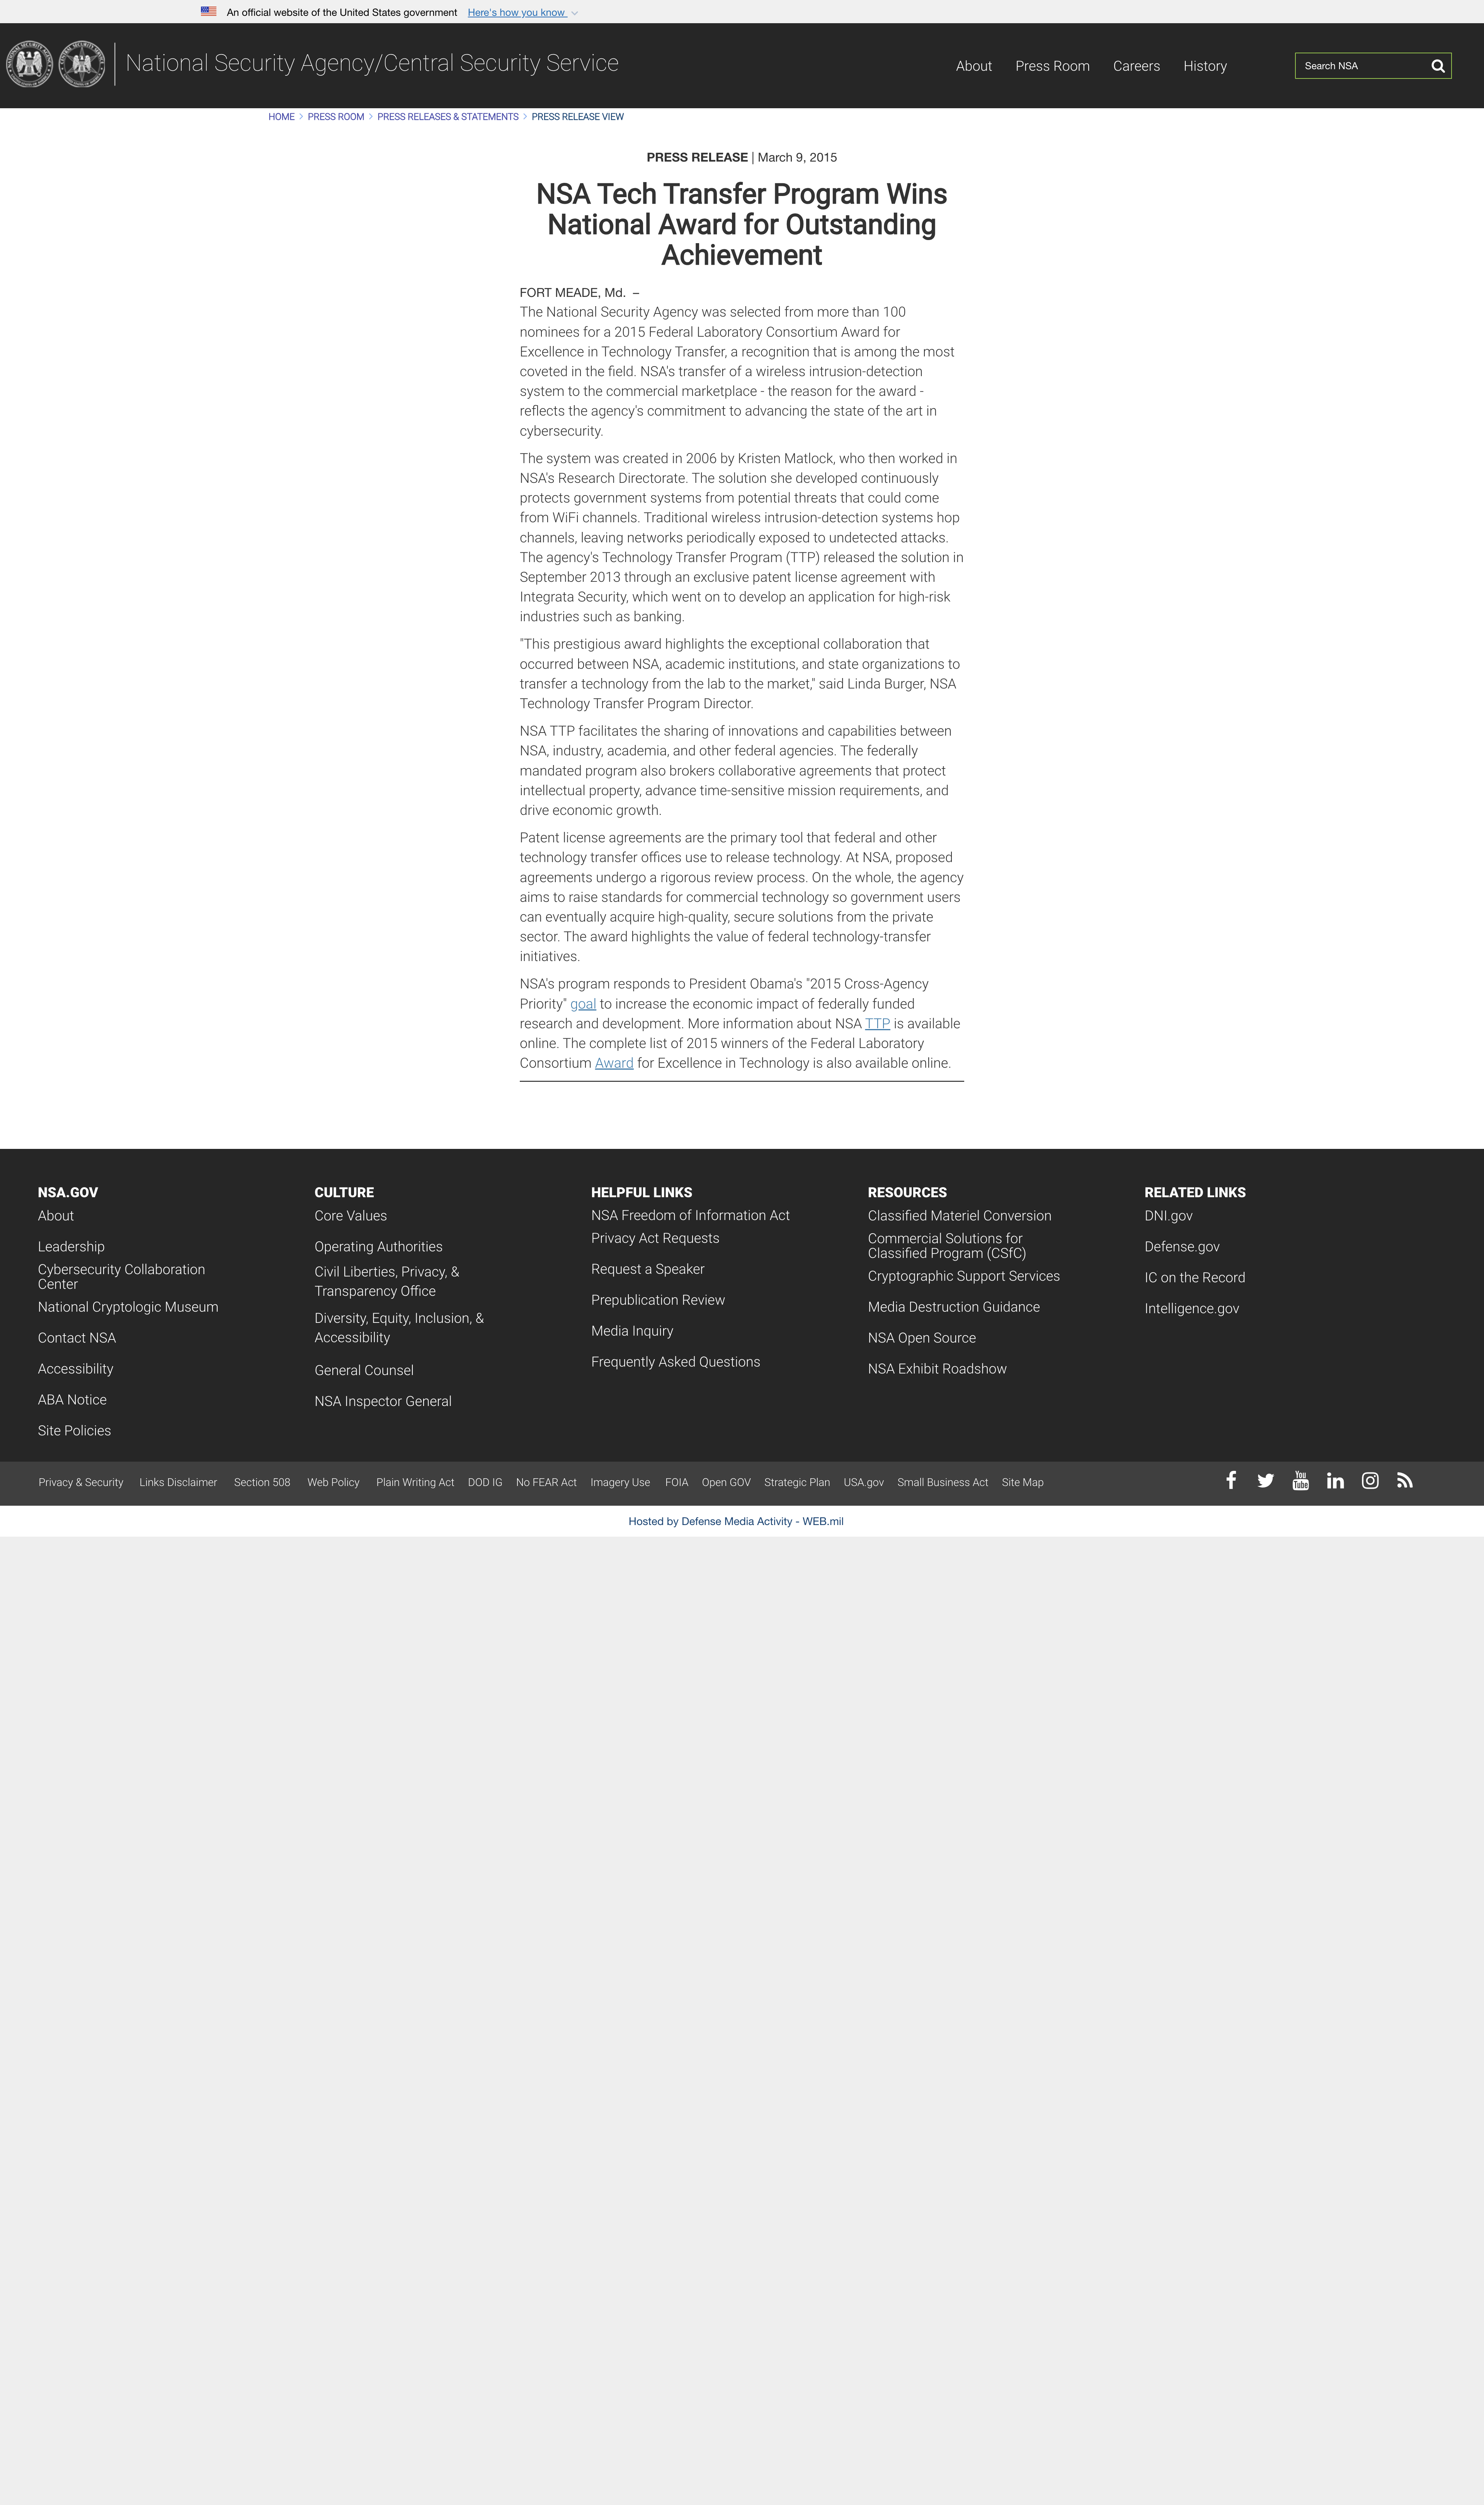 An official website of the United States government Here's how you know
National Security Agency/Central Security Service
About Press Room Careers History
Search NSA
HOME > PRESS ROOM > PRESS RELEASES & STATEMENTS > PRESS RELEASE VIEW
PRESS RELEASE | March 9, 2015
NSA Tech Transfer Program Wins
National Award for Outstanding
Achievement
FORT MEADE, Md. –
The National Security Agency was selected from more than 100
nominees for a 2015 Federal Laboratory Consortium Award for
Excellence in Technology Transfer, a recognition that is among the most
coveted in the field. NSA's transfer of a wireless intrusion-detection
system to the commercial marketplace - the reason for the award -
reflects the agency's commitment to advancing the state of the art in
cybersecurity.
The system was created in 2006 by Kristen Matlock, who then worked in
NSA's Research Directorate. The solution she developed continuously
protects government systems from potential threats that could come
from WiFi channels. Traditional wireless intrusion-detection systems hop
channels, leaving networks periodically exposed to undetected attacks.
The agency's Technology Transfer Program (TTP) released the solution in
September 2013 through an exclusive patent license agreement with
Integrata Security, which went on to develop an application for high-risk
industries such as banking.
"This prestigious award highlights the exceptional collaboration that
occurred between NSA, academic institutions, and state organizations to
transfer a technology from the lab to the market," said Linda Burger, NSA
Technology Transfer Program Director.
NSA TTP facilitates the sharing of innovations and capabilities between
NSA, industry, academia, and other federal agencies. The federally
mandated program also brokers collaborative agreements that protect
intellectual property, advance time-sensitive mission requirements, and
drive economic growth.
Patent license agreements are the primary tool that federal and other
technology transfer offices use to release technology. At NSA, proposed
agreements undergo a rigorous review process. On the whole, the agency
aims to raise standards for commercial technology so government users
can eventually acquire high-quality, secure solutions from the private
sector. The award highlights the value of federal technology-transfer
initiatives.
NSA's program responds to President Obama's "2015 Cross-Agency
Priority" goal to increase the economic impact of federally funded
research and development. More information about NSA TTP is available
online. The complete list of 2015 winners of the Federal Laboratory
Consortium Award for Excellence in Technology is also available online.
NSA.GOV
About
Leadership
Cybersecurity Collaboration
Center
National Cryptologic Museum
Contact NSA
Accessibility
ABA Notice
Site Policies
CULTURE
Core Values
Operating Authorities
Civil Liberties, Privacy, &
Transparency Office
Diversity, Equity, Inclusion, &
Accessibility
General Counsel
NSA Inspector General
HELPFUL LINKS
NSA Freedom of Information Act
Privacy Act Requests
Request a Speaker
Prepublication Review
Media Inquiry
Frequently Asked Questions
RESOURCES
Classified Materiel Conversion
Commercial Solutions for
Classified Program (CSfC)
Cryptographic Support Services
Media Destruction Guidance
NSA Open Source
NSA Exhibit Roadshow
RELATED LINKS
DNI.gov
Defense.gov
IC on the Record
Intelligence.gov
Privacy & Security Links Disclaimer Section 508 Web Policy Plain Writing Act DOD IG No FEAR Act Imagery Use FOIA Open GOV Strategic Plan USA.gov Small Business Act Site Map
Hosted by Defense Media Activity - WEB.mil